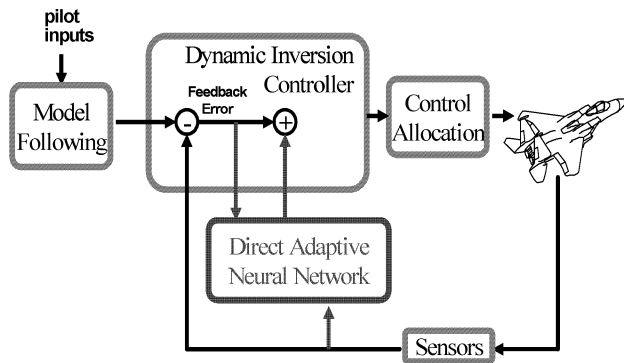 pilot
inputs
Model
Following
Dynamic Inversion
Controller
Feedback
Error
-
+
Control
Allocation
Direct Adaptive
Neural Network
Sensors